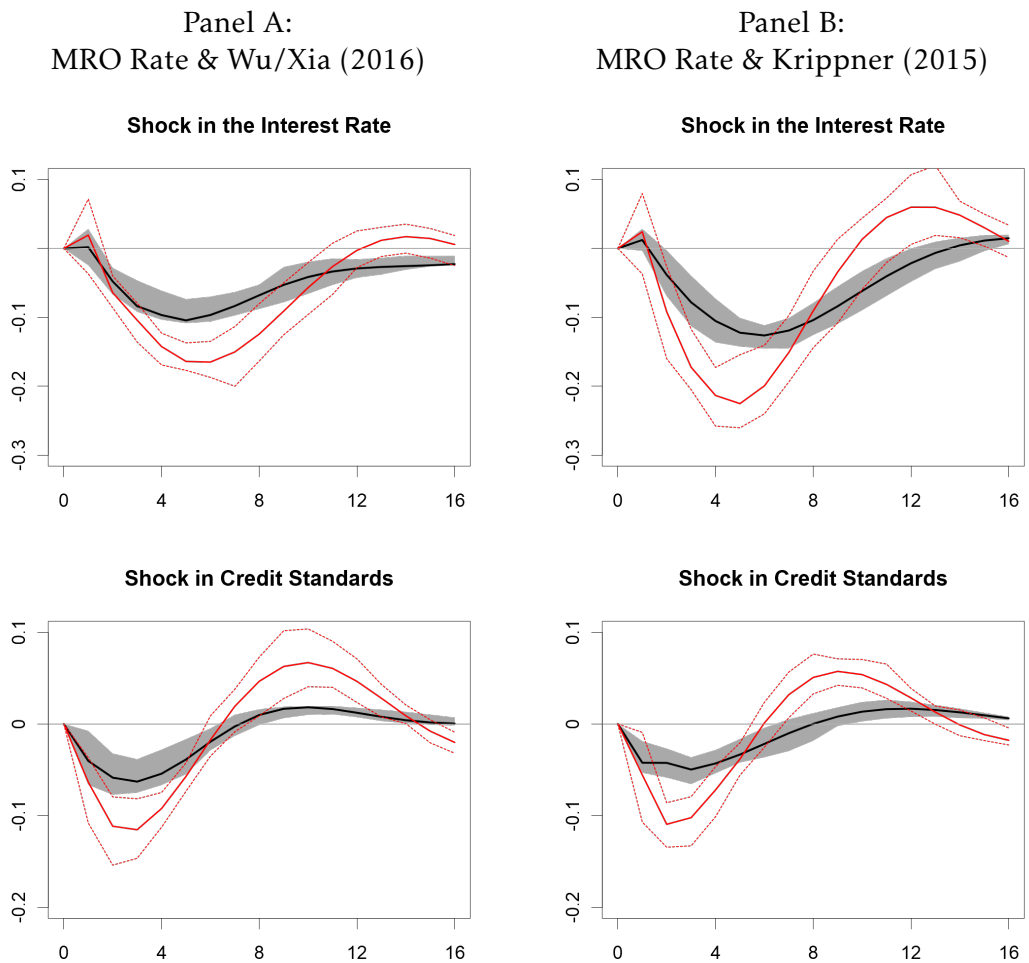 Panel A:
MRO Rate & Wu/Xia (2016)
Panel B:
MRO Rate & Krippner (2015)
Shock in the Interest Rate
0.1
-0.1
-0.2
-0.3
0 4 8 12 16
Shock in the Interest Rate
0.1
-0.1
-0.2
-0.3
0 4 8 12 16
Shock in Credit Standards
0.1
0
-0.1
-0.2
0 4 8 12 16
Shock in Credit Standards
0.1
0
-0.1
-0.2
0 4 8 12 16